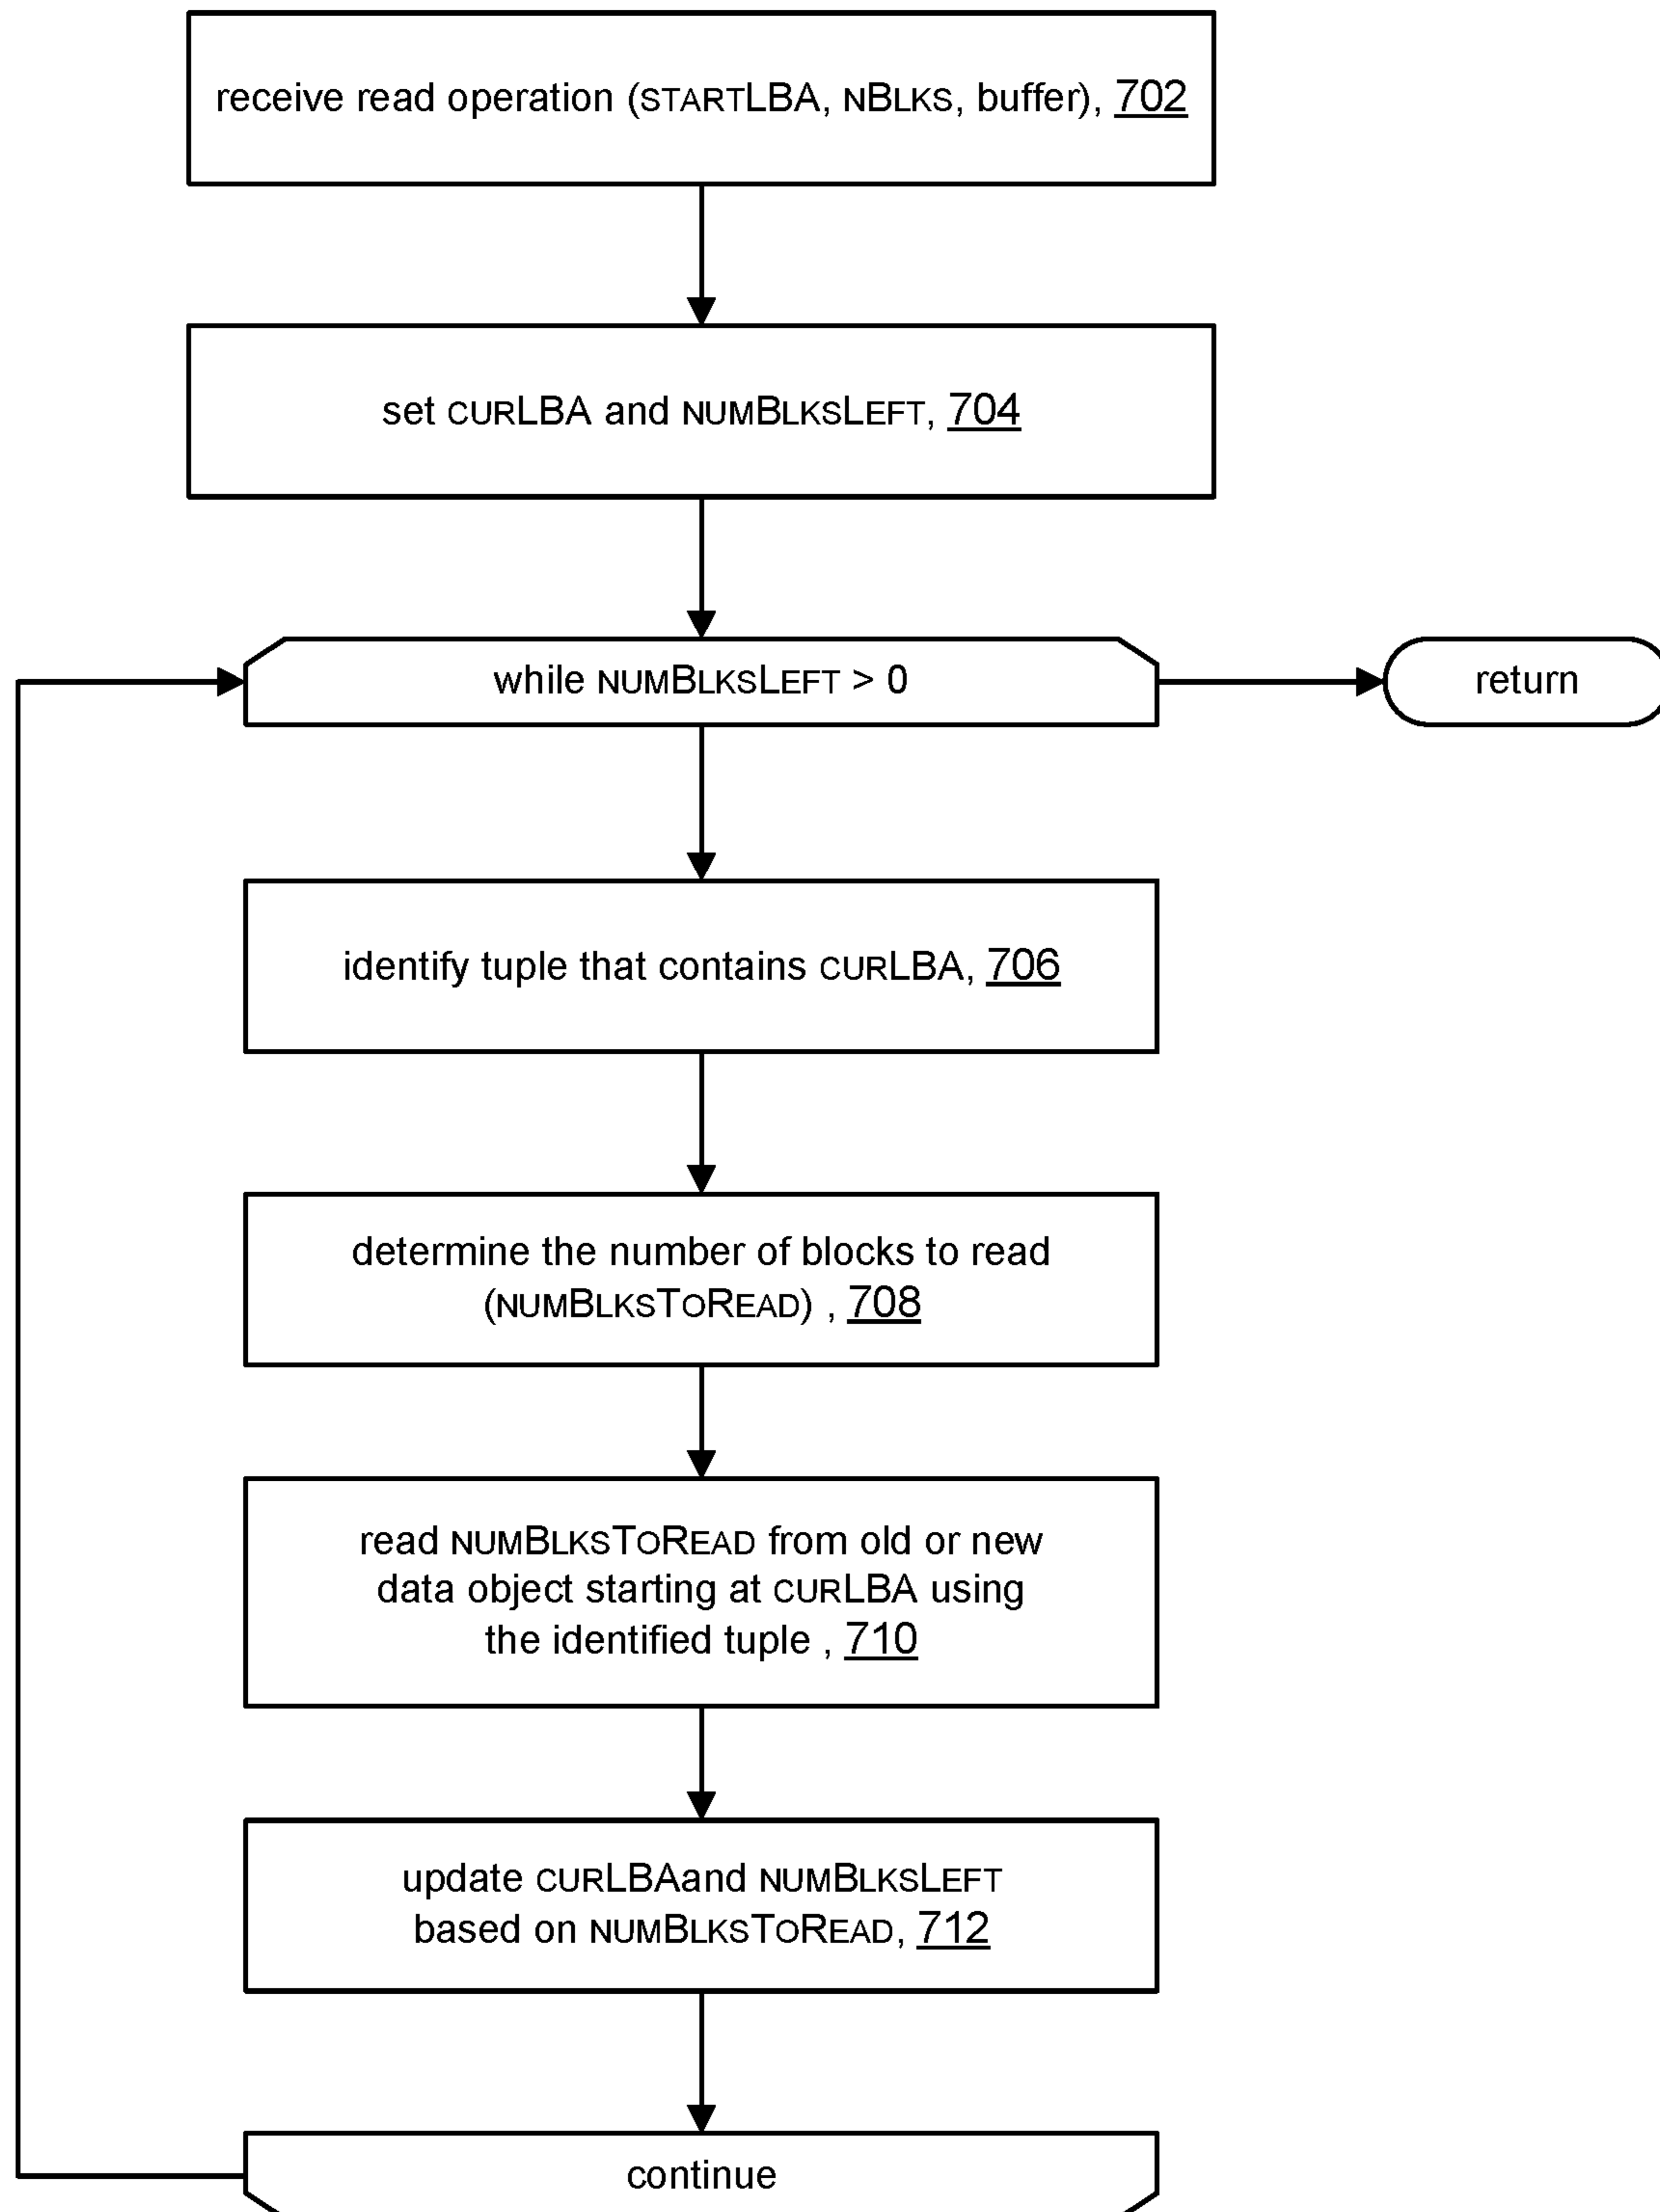 receive read operation (STARTLBA, NBLKS, buffer), 702
set CURLBA and NUMBLKSLEFT, 704
while NUMBLKSLEFT > 0
return
identify tuple that contains CURLBA, 706
determine the number of blocks to read
(NUMBLKSTOREAD) , 708
read NUMBLKSTOREAD from old or new
data object starting at CURLBA using
the identified tuple , 710
update CURLBAand NUMBLKSLEFT
based on NUMBLKSTOREAD, 712
continue